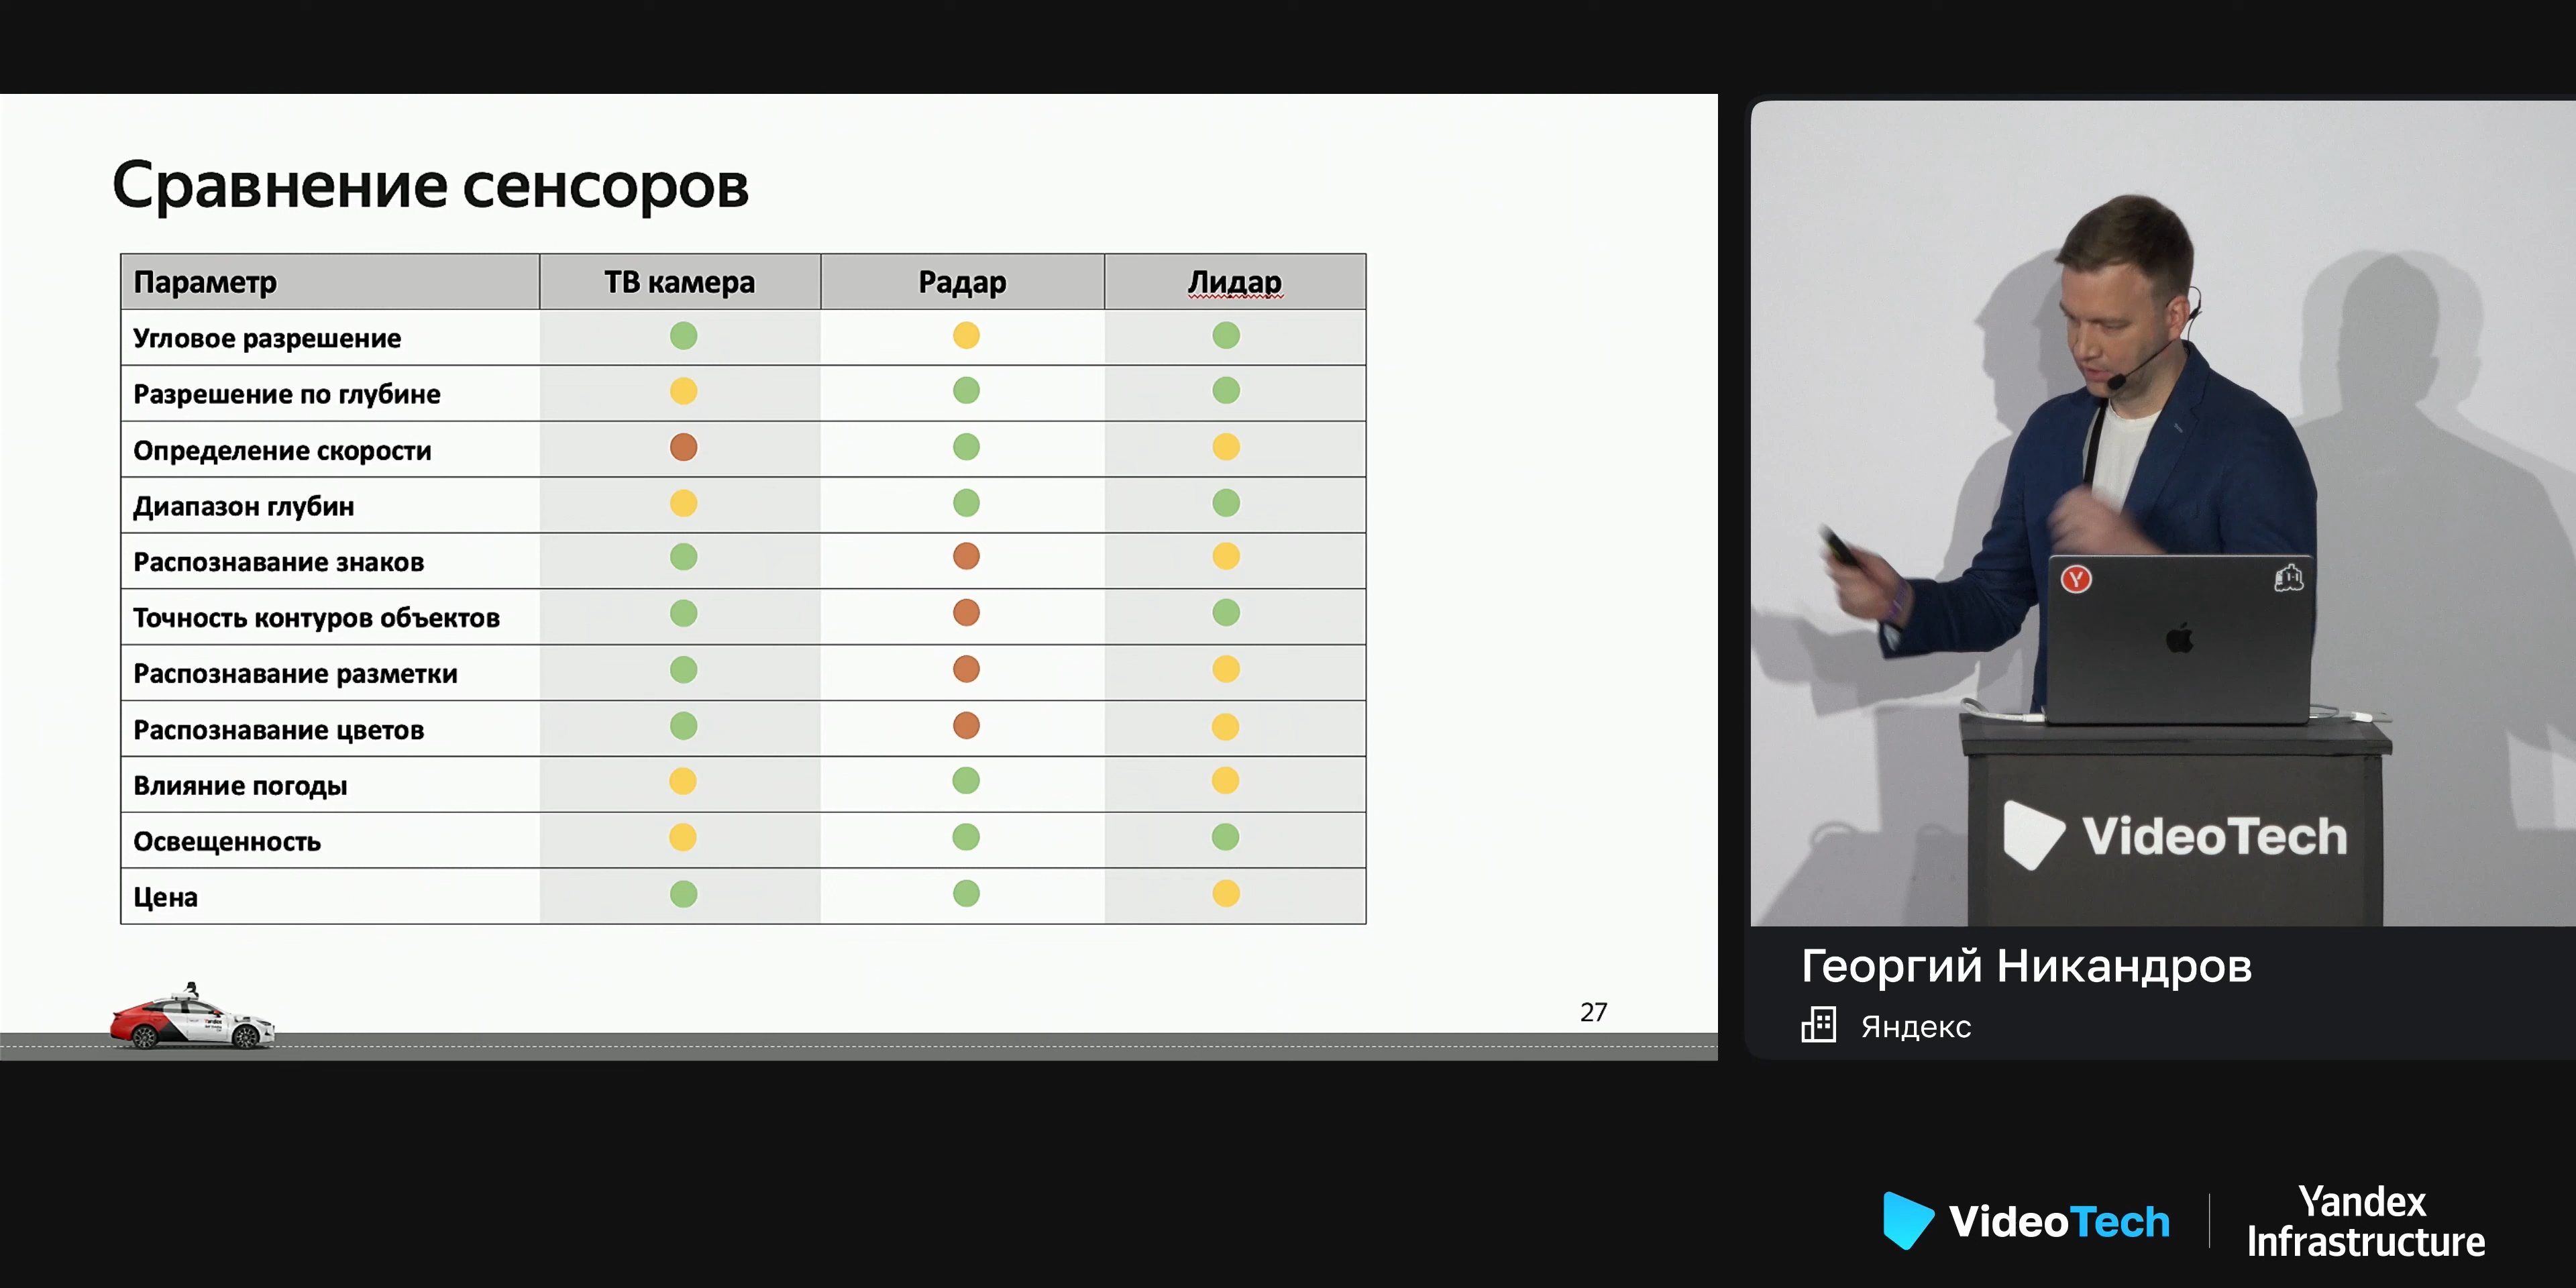 Сравнение сенсоров
Параметр ТВ камера Радар Лидар
Угловое разрешение
Разрешение по глубине
Определение скорости
Диапазон глубин
Распознавание знаков
Точность контуров объектов
Распознавание разметки
Распознавание цветов
Влияние погоды
Освещенность
Цена
27
VideoTech
Георгий Никандров
Яндекс
VideoTech
Yandex
Infrastructure